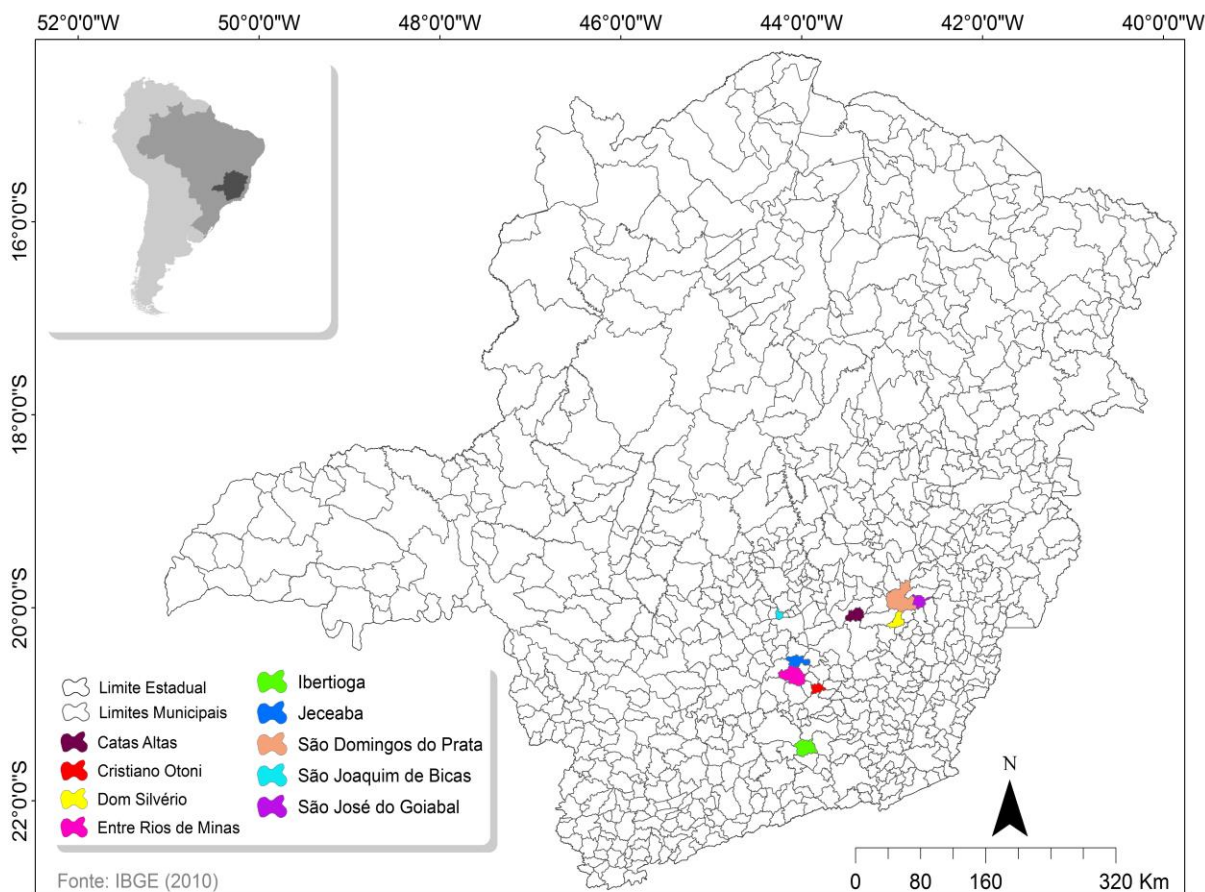 52°0'0"W 50°0'0"W 48°0'0"W 46°0'0"W 44°0'0"W 42°0'0"W 40°0'0"W
16°0'0"S
18°0'0"S
20°0'0"S
22°0'0"S
Limite Estadual
Limites Municipais
Catas Altas
Cristiano Otoni
Dom Silvério
Entre Rios de Minas
Ibertioga
Jeceaba
São Domingos do Prata
São Joaquim de Bicas
São José do Goiabal
Fonte: IBGE (2010)
N
0 80 160 320 Km